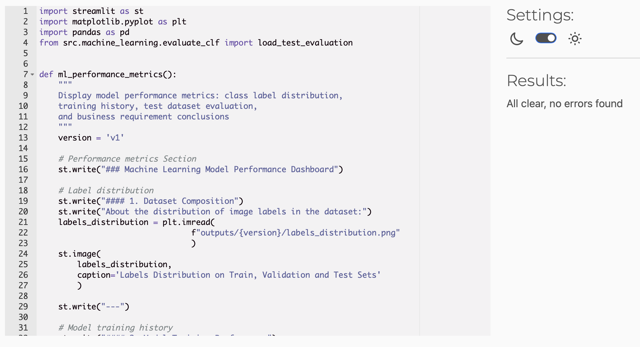 1 import streamlit as st
2 import matplotlib.pyplot as plt
3 import pandas as pd
4 from src.machine_learning.evaluate_clf import load_test_evaluation
5
6
7 def ml_performance_metrics():
8     """
9     Display model performance metrics: class label distribution,
10     training history, test dataset evaluation,
11     and business requirement conclusions
12     """
13     version = 'v1'
14
15     # Performance metrics Section
16     st.write("### Machine Learning Model Performance Dashboard")
17
18     # Label distribution
19     st.write("#### 1. Dataset Composition")
20     st.write("About the distribution of image labels in the dataset:")
21     labels_distribution = plt.imread(
22                                 f"outputs/{version}/labels_distribution.png"
23                                 )
24     st.image(
25         labels_distribution,
26         caption='Labels Distribution on Train, Validation and Test Sets'
27         )
28
29     st.write("---")
30
31     # Model training history
Settings:
Results:
All clear, no errors found